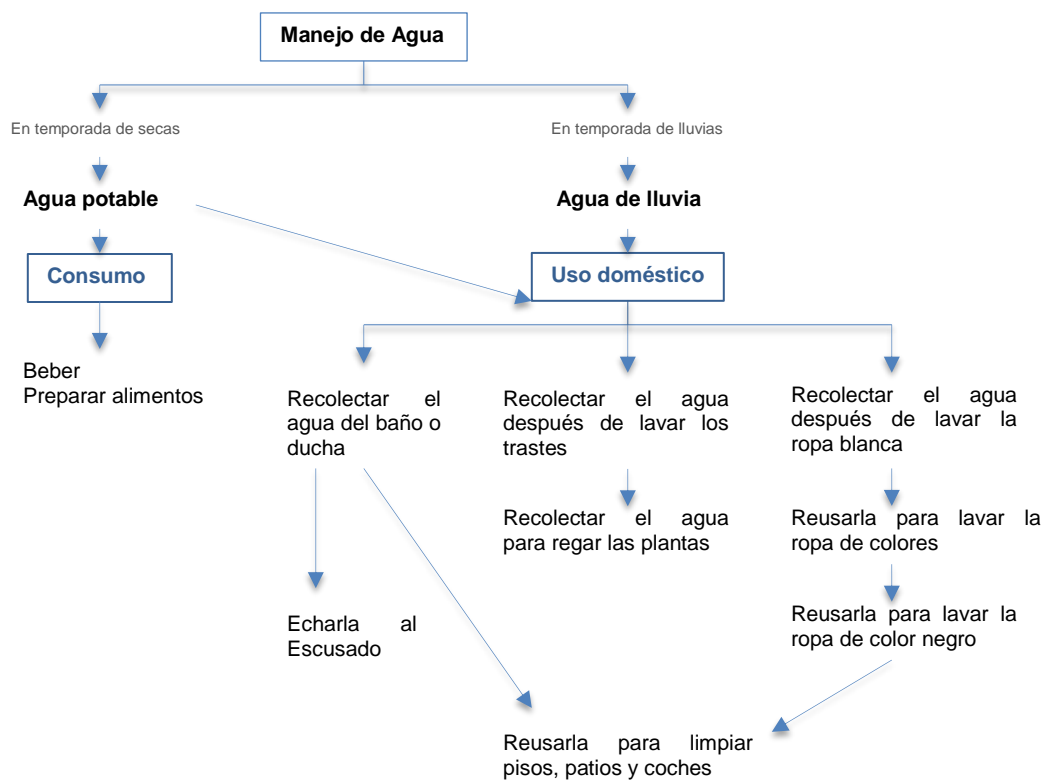 Manejo de Agua
En temporada de secas
En temporada de lluvias
Agua potable
Agua de lluvia
Consumo
Uso doméstico
Beber
Preparar alimentos
Recolectar el
agua del baño o
ducha
Recolectar el agua
después de lavar los
trastes
Recolectar el agua
después de lavar la
ropa blanca
Recolectar el agua
para regar las plantas
Reusarla para lavar la
ropa de colores
Echarla al
Escusado
Reusarla para lavar la
ropa de color negro
Reusarla para limpiar
pisos, patios y coches